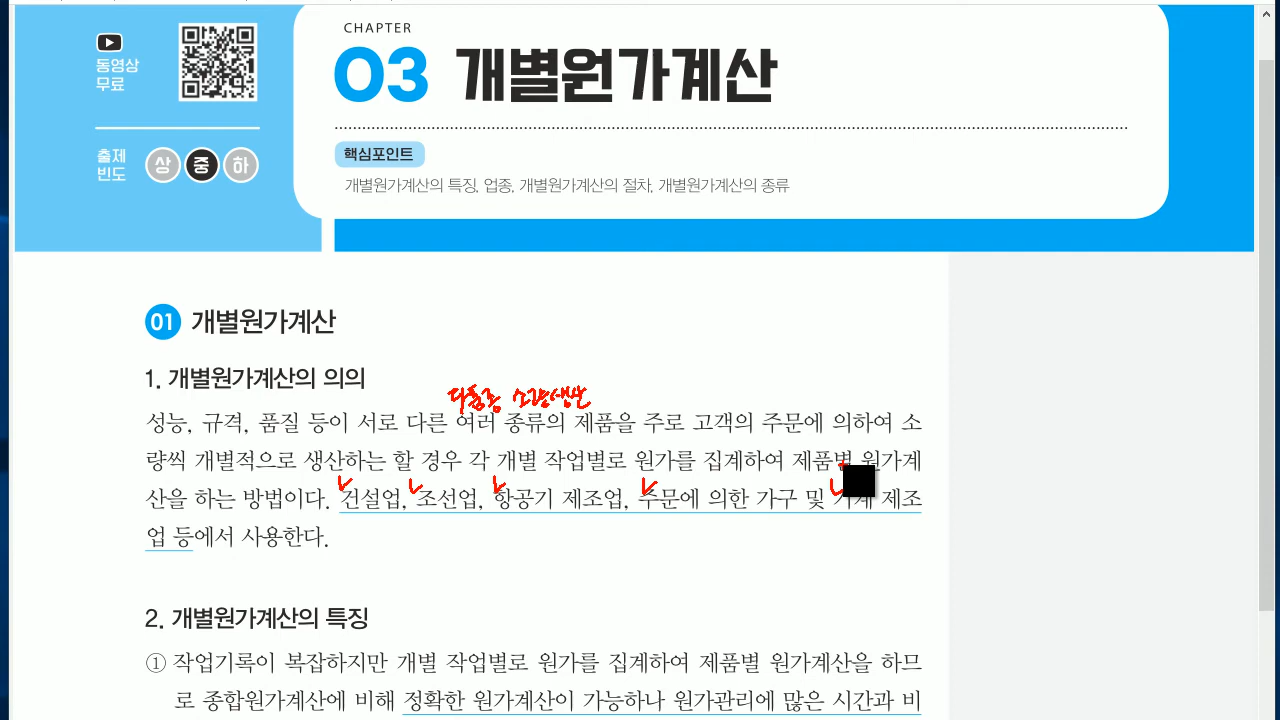 CHAPTER
03 개별원가계산
동영상
무료
출제
빈도
상 중 하
핵심포인트
개별원가계산의 특징, 업종, 개별원가계산의 절차, 개별원가계산의 종류
01 개별원가계산
1. 개별원가계산의 의의
다품종 소량생산
성능, 규격, 품질 등이 서로 다른 여러 종류의 제품을 주로 고객의 주문에 의하여 소
량씩 개별적으로 생산하는 할 경우 각 개별 작업별로 원가를 집계하여 제품별 원가계
산을 하는 방법이다. 건설업, 조선업, 항공기 제조업, 주문에 의한 가구 및 기계 제조
업 등에서 사용한다.
2. 개별원가계산의 특징
① 작업기록이 복잡하지만 개별 작업별로 원가를 집계하여 제품별 원가계산을 하므
로 종합원가계산에 비해 정확한 원가계산이 가능하나 원가관리에 많은 시간과 비